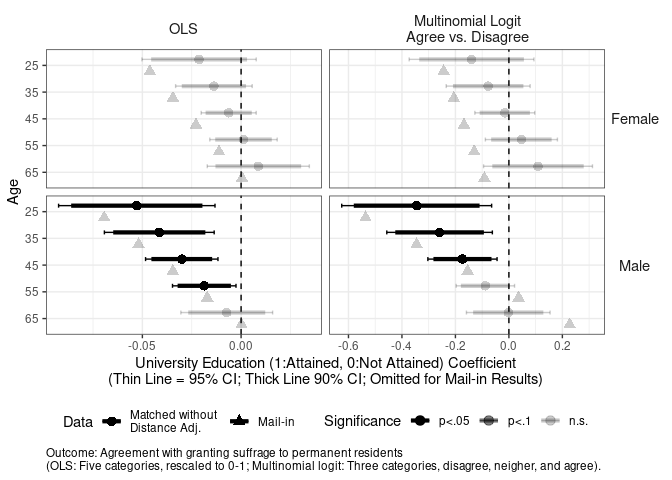 OLS
Multinomial Logit
Agree vs. Disagree
Age
25
35
45
55
65
Female
25
35
45
55
65
Male
-0.05
0.00
-0.6
-0.4
-0.2
0.0
0.2
University Education (1:Attained, 0:Not Attained) Coefficient
(Thin Line = 95% CI; Thick Line 90% CI; Omitted for Mail-in Results)
Data
Matched without
Distance Adj.
Mail-in
Significance
p<.05
p<.1
n.s.
Outcome: Agreement with granting suffrage to permanent residents
(OLS: Five categories, rescaled to 0-1; Multinomial logit: Three categories, disagree, neigher, and agree).